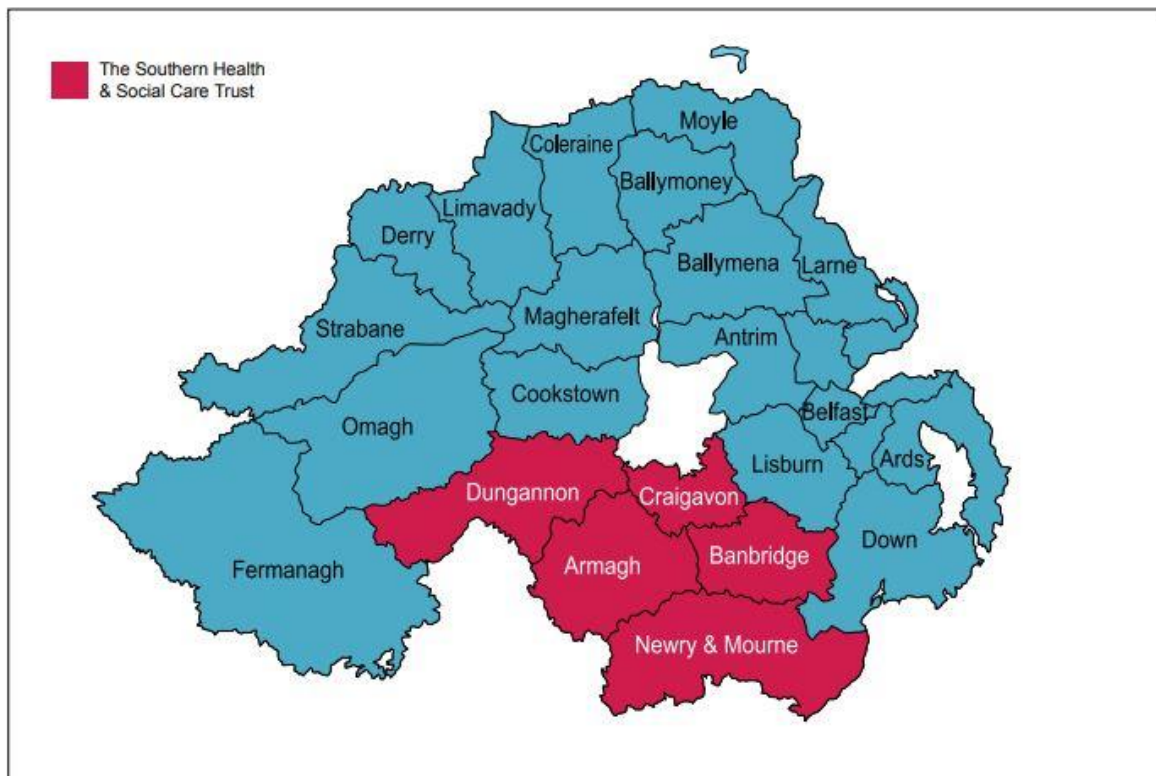 The Southern Health
& Social Care Trust
Moyle
Coleraine
Ballymoney
Limavady
Derry
Ballymena
Larne
Magherafelt
Strabane
Antrim
Cookstown
Belfast
Omagh
Lisburn
Ards
Dungannon
Craigavon
Down
Banbridge
Armagh
Fermanagh
Newry & Mourne